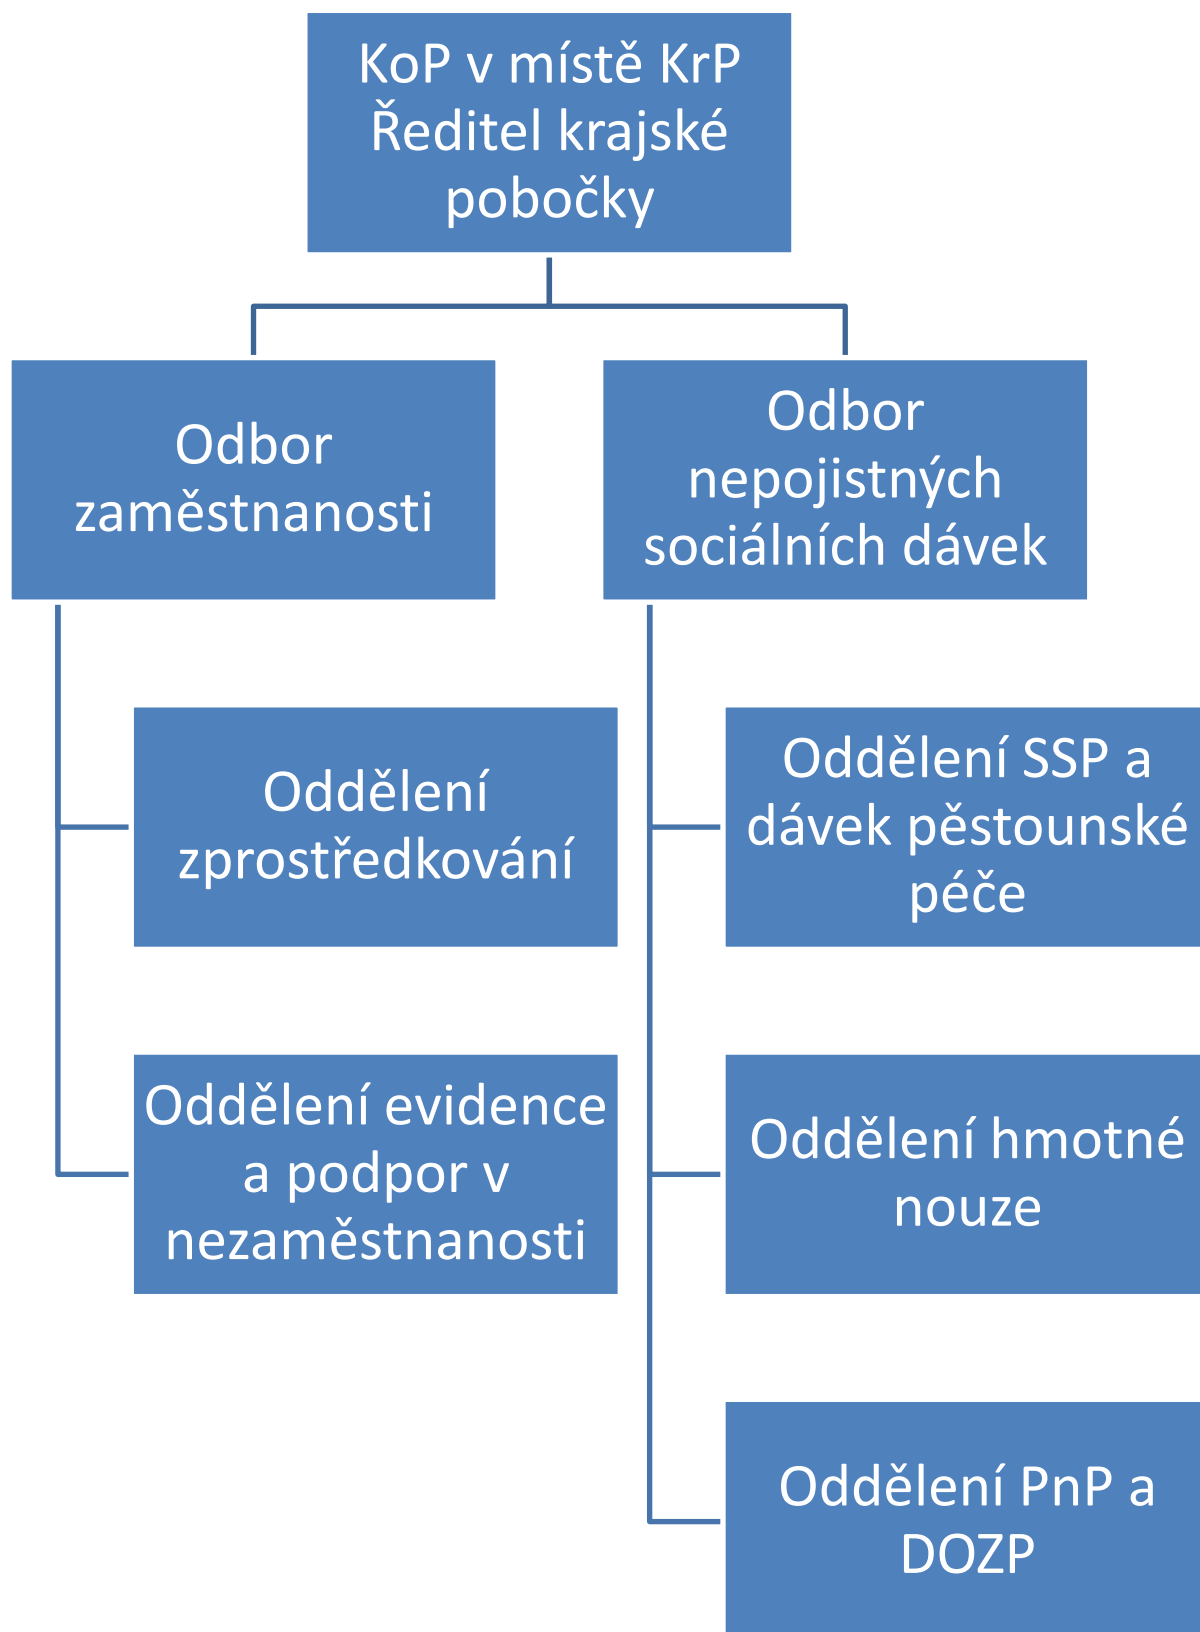 KoP v místě KrP
Ředitel krajské
pobočky
Odbor
zaměstnanosti
Odbor
nepojistných
sociálních dávek
Oddělení
zprostředkování
Oddělení SSP a
dávek pěstounské
péče
Oddělení evidence
a podpor v
nezaměstnanosti
Oddělení hmotné
nouze
Oddělení PnP a
DOZP